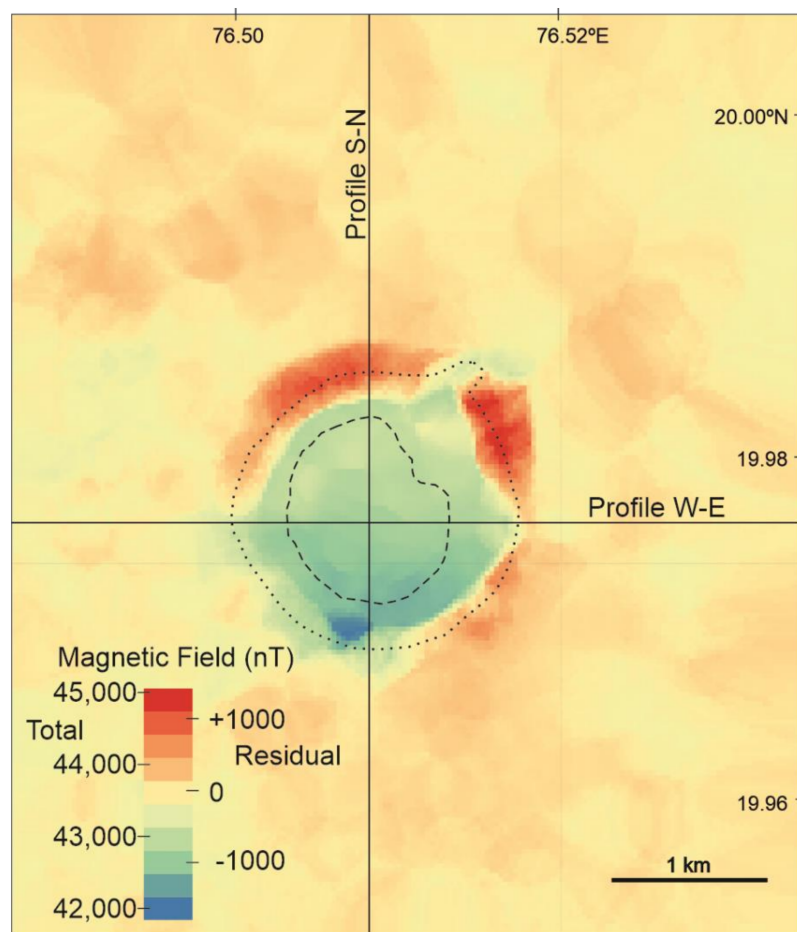 76.50
76.52ºE
20.00ºN
Profile S-N
19.98
Profile W-E
Magnetic Field (nT)
45,000
+1000
Total
Residual
44,000
0
19.96
43,000
-1000
1 km
42,000